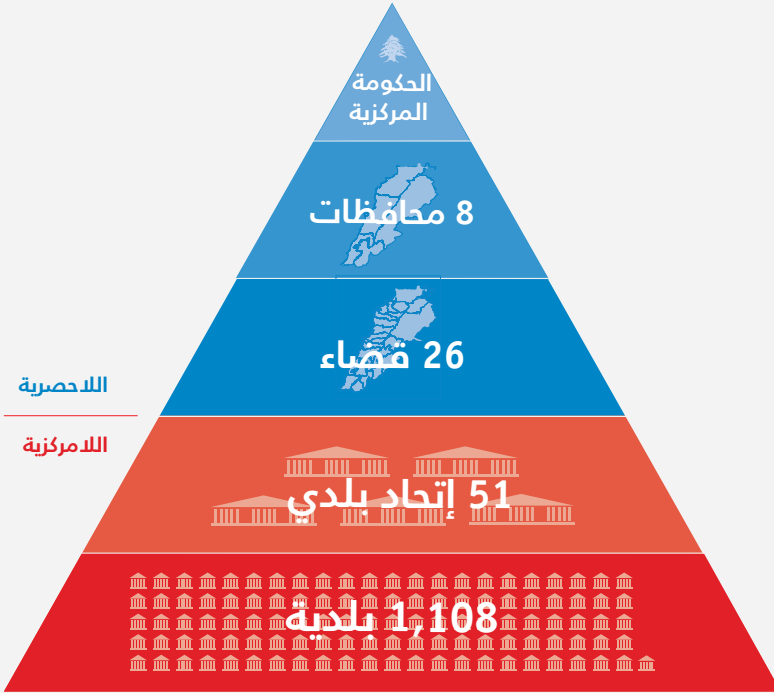 الحكومة
المركزية
8 محافظات
26 قضاء
اللاحصرية
اللامركزية
51 إتحاد بلدي
1,108 بلدية